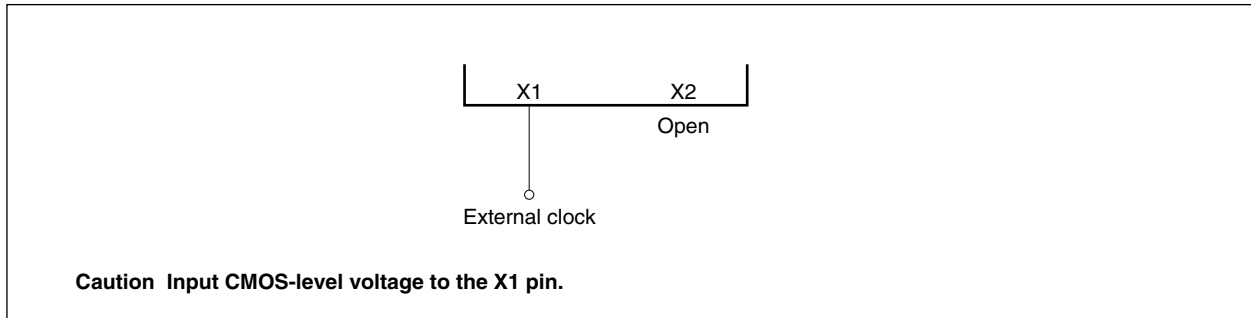 X1 X2
Open
External clock
Caution Input CMOS-level voltage to the X1 pin.